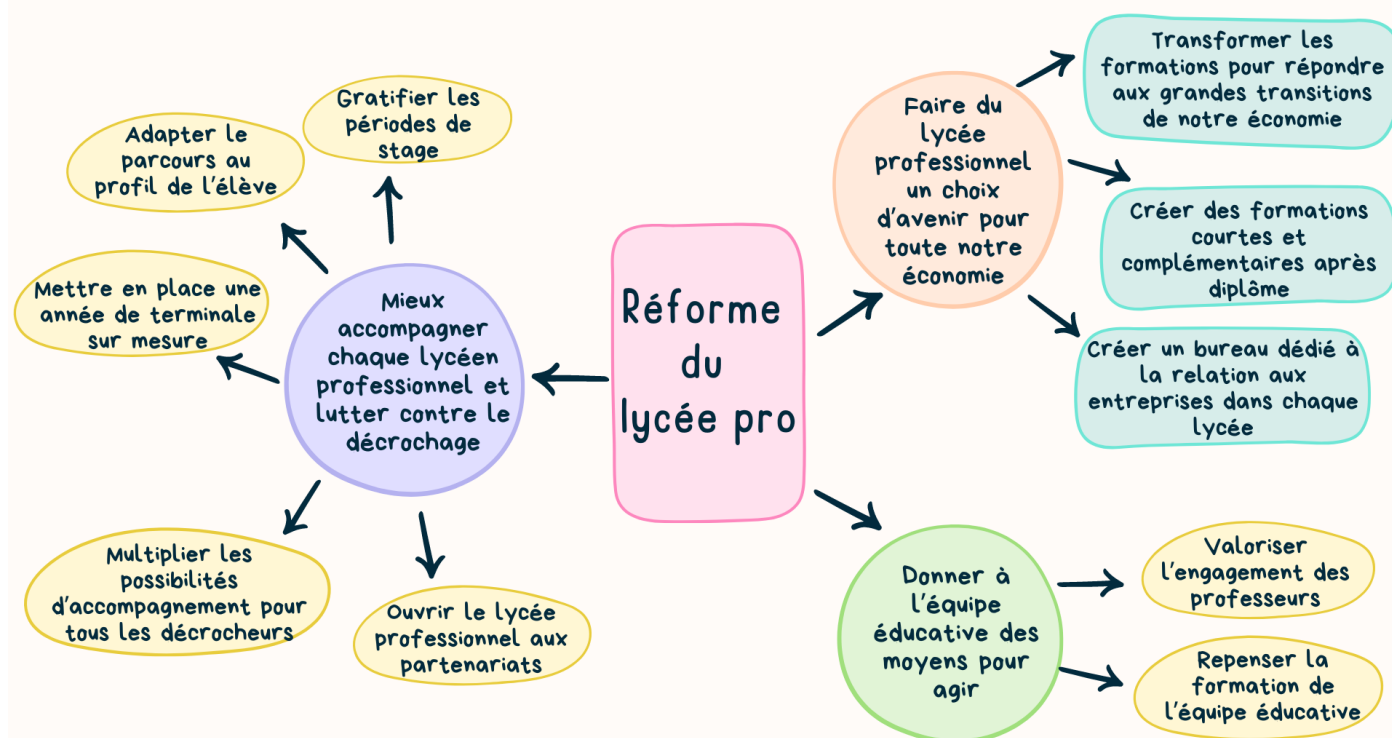 Gratifier les
périodes de
stage
Adapter le
parcours au
profil de l'élève
Mettre en place une
année de terminale
sur mesure
Mieux
accompagner
chaque lycéen
professionnel et
lutter contre le
décrochage
Multiplier les
possibilités
d'accompagnement pour
tous les décrocheurs
Ouvrir le lycée
professionnel aux
partenariats
Réforme
du
lycée pro
Faire du
lycée
professionnel
un choix
d'avenir pour
toute notre
économie
Transformer les
formations pour répondre
aux grandes transitions
de notre économie
Créer des formations
courtes et
complémentaires après
diplôme
Créer un bureau dédié à
la relation aux
entreprises dans chaque
lycée
Donner à
l'équipe
éducative des
moyens pour
agir
Valoriser
l'engagement des
professeurs
Repenser la
formation de
l'équipe éducative